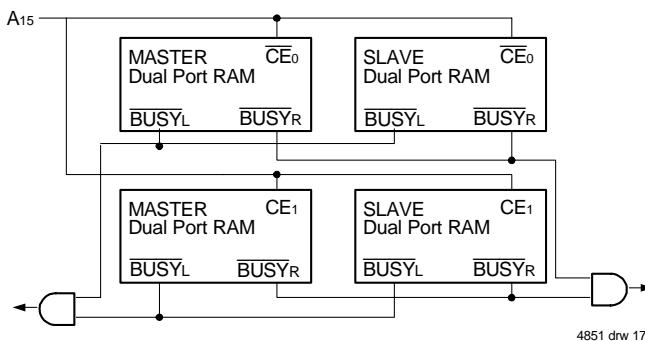 A15
MASTER CE0 SLAVE CE0
Dual Port RAM Dual Port RAM
BUSYL BUSYR BUSYL BUSYR
MASTER CE1 SLAVE CE1
Dual Port RAM Dual Port RAM
BUSYL BUSYR BUSYL BUSYR
4851 drw 17